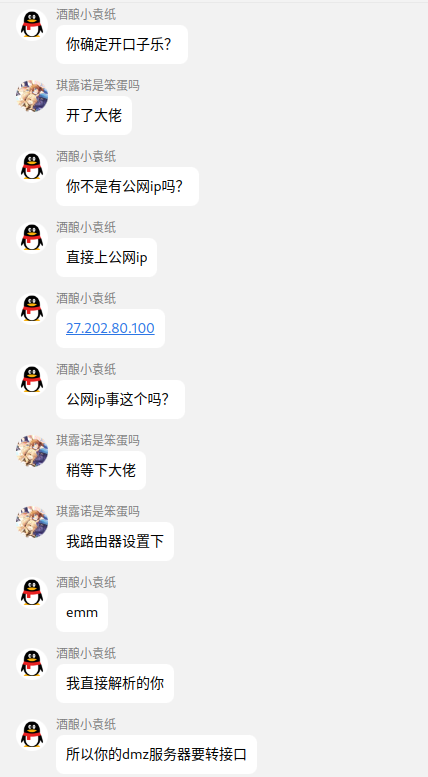 酒酿小袁纸
你确定开口子乐？
琪露诺是笨蛋吗
开了大佬
酒酿小袁纸
你不是有公网ip吗？
酒酿小袁纸
直接上公网ip
酒酿小袁纸
27.202.80.100
酒酿小袁纸
公网ip事这个吗？
琪露诺是笨蛋吗
稍等下大佬
琪露诺是笨蛋吗
我路由器设置下
酒酿小袁纸
emm
酒酿小袁纸
我直接解析的你
酒酿小袁纸
所以你的dmz服务器要转接口